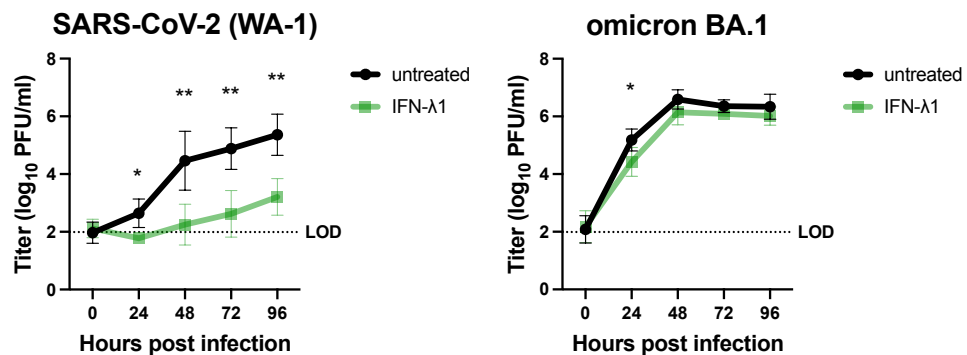 SARS-CoV-2 (WA-1)
Titer (log10 PFU/ml)
8
6
4
2
0
*
**
**
**
LOD
untreated
IFN-λ1
0 24 48 72 96
Hours post infection
omicron BA.1
Titer (log10 PFU/ml)
8
6
4
2
0
*
LOD
untreated
IFN-λ1
0 24 48 72 96
Hours post infection